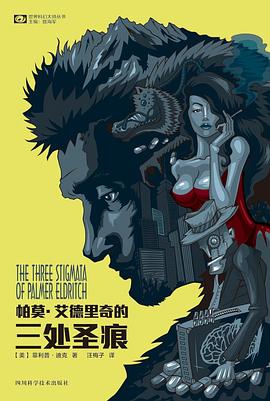 世界科幻大师丛书
主编：姚海军
THE THREE STIGMATA
OF PALMER ELDRITCH
帕莫·艾德里奇的
三处圣痕
［美］菲利普·迪克 著 汪梅子 译
四川科学技术出版社